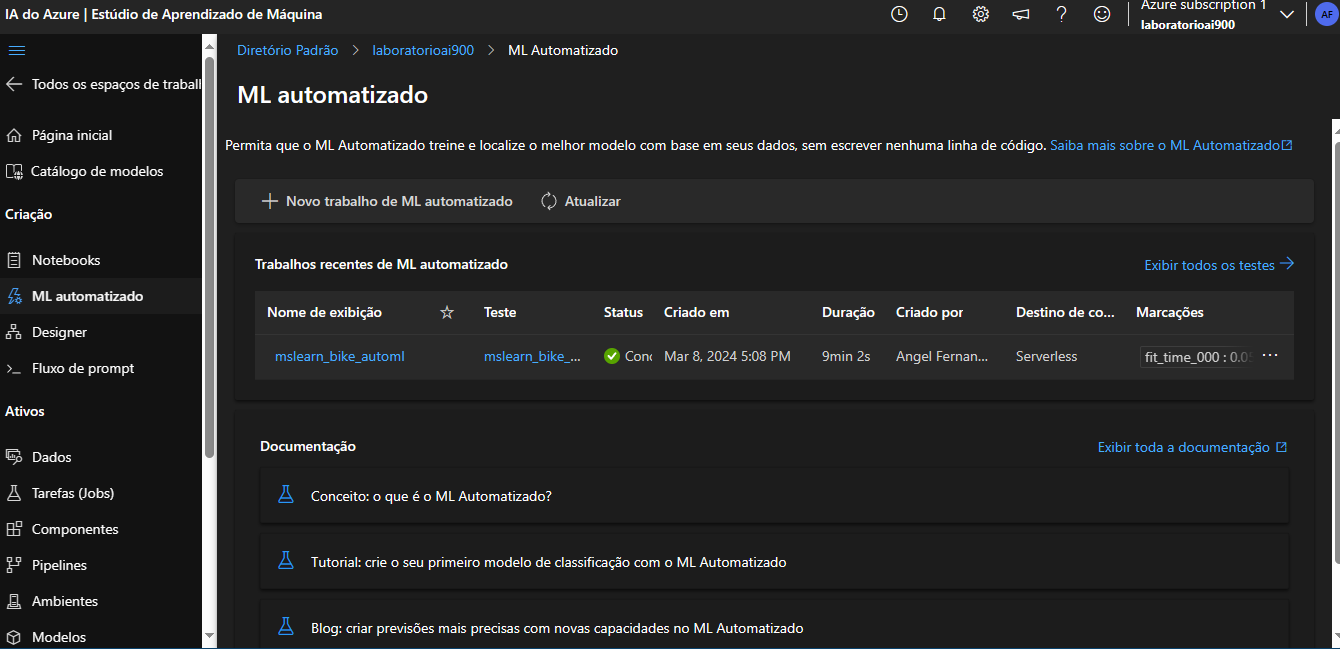 IA do Azure | Estúdio de Aprendizado de Máquina
Azure subscription 1
laboratorioai900
AF
Todos os espaços de traball
Página inicial
Catálogo de modelos
Criação
Notebooks
ML automatizado
Designer
Fluxo de prompt
Ativos
Dados
Tarefas (Jobs)
Componentes
Pipelines
Ambientes
Modelos
Diretório Padrão > laboratorioai900 > ML Automatizado
ML automatizado
Permita que o ML Automatizado treine e localize o melhor modelo com base em seus dados, sem escrever nenhuma linha de código. Saiba mais sobre o ML Automatizado
Novo trabalho de ML automatizado Atualizar
Trabalhos recentes de ML automatizado Exibir todos os testes
Nome de exibição Teste Status Criado em Duração Criado por Destino de co... Marcações
mslearn_bike_automl mslearn_bike_... Conc Mar 8, 2024 5:08 PM 9min 2s Angel Fernan... Serverless fit_time_000 : 0.05 ...
Documentação Exibir toda a documentação
Conceito: o que é o ML Automatizado?
Tutorial: crie o seu primeiro modelo de classificação com o ML Automatizado
Blog: criar previsões mais precisas com novas capacidades no ML Automatizado